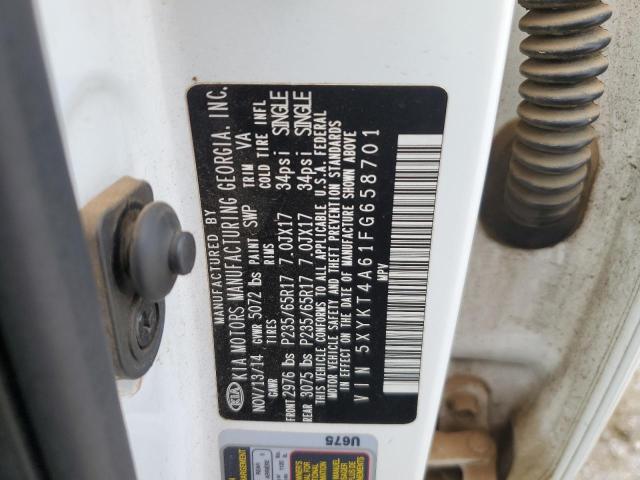 MANUFACTURED BY
KIA KIA MOTORS MANUFACTURING GEORGIA. INC.
NOV/13/14 GVWR 5072 lbs PAINT SWP TRIM VA
GAWR TIRES RIMS COLD TIRE INFL
FRONT 2976 lbs P235/65R17 7.0JX17 34psi SINGLE
REAR 3075 lbs P235/65R17 7.0JX17 34psi SINGLE
THIS VEHICLE CONFORMS TO ALL APPLICABLE U.S.A. FEDERAL
MOTOR VEHICLE SAFETY AND THEFT PREVENTION STANDARDS
IN EFFECT ON THE DATE OF MANUFACTURE SHOWN ABOVE
VIN 5XYKT4A61FG658701
MPV
U675